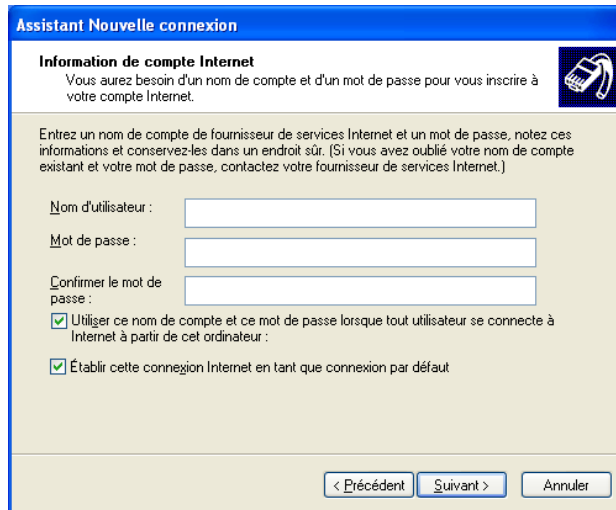 Assistant Nouvelle connexion
Information de compte Internet
Vous aurez besoin d'un nom de compte et d'un mot de passe pour vous inscrire à
votre compte Internet.
Entrez un nom de compte de fournisseur de services Internet et un mot de passe, notez ces
informations et conservez-les dans un endroit sûr. (Si vous avez oublié votre nom de compte
existant et votre mot de passe, contactez votre fournisseur de services Internet.)
Nom d'utilisateur :
Mot de passe :
Confirmer le mot de
passe :
Utiliser ce nom de compte et ce mot de passe lorsque tout utilisateur se connecte à
Internet à partir de cet ordinateur :
Établir cette connexion Internet en tant que connexion par défaut
< Précédent
Suivant >
Annuler